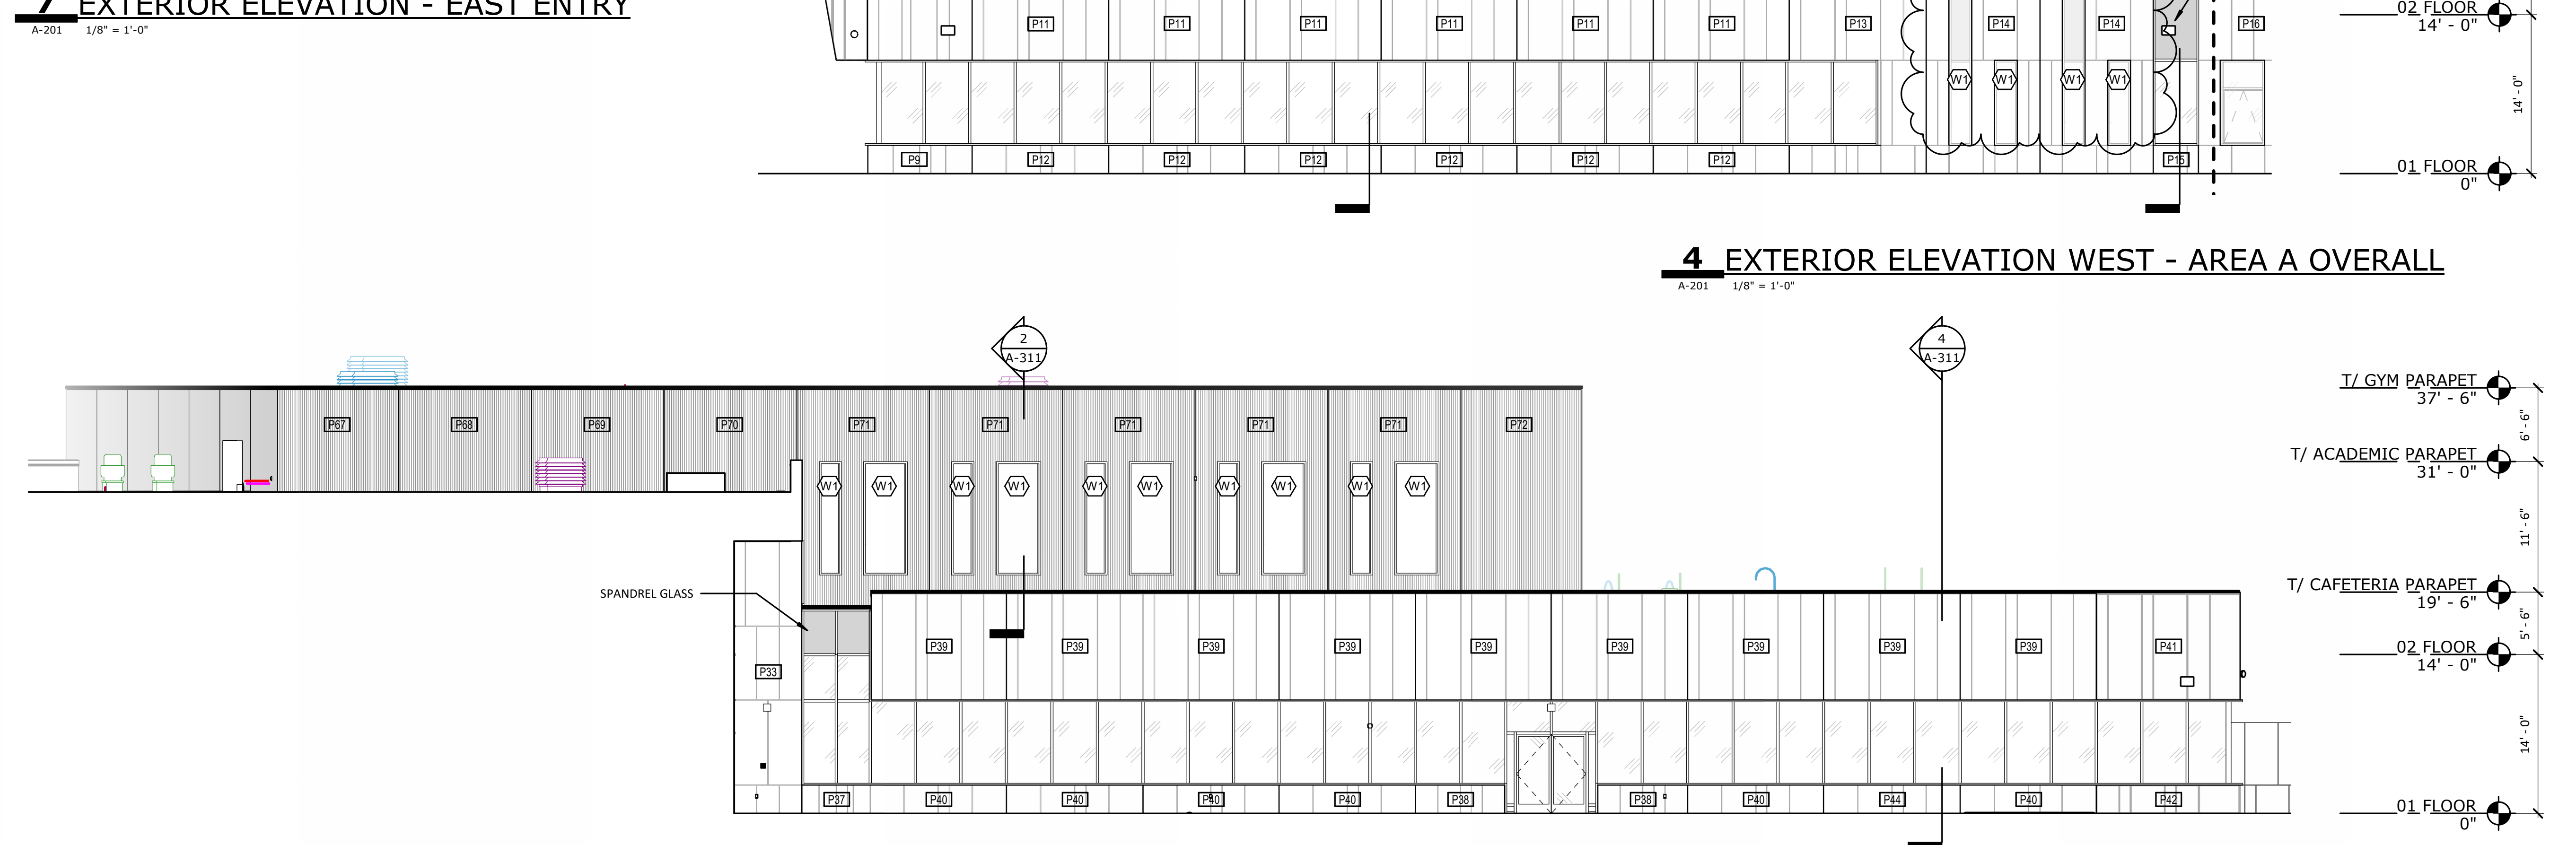 7 EXTERIOR ELEVATION - EAST ENTRY
A-201 1/8" = 1'-0"
P11 P11 P11 P11 P11 P11 P13 P14 P14 P16
02 FLOOR
14' - 0"
W1 W1 W1 W1
14' - 0"
P9 P12 P12 P12 P12 P12 P12 P15
01 FLOOR
0"
4 EXTERIOR ELEVATION WEST - AREA A OVERALL
A-201 1/8" = 1'-0"
2
A-311
4
A-311
T/ GYM PARAPET
37' - 6"
P67 P68 P69 P70 P71 P71 P71 P71 P71 P72
6' - 6"
T/ ACADEMIC PARAPET
31' - 0"
W1 W1 W1 W1 W1 W1 W1 W1 W1 W1
11' - 6"
T/ CAFETERIA PARAPET
19' - 6"
SPANDREL GLASS
5' - 6"
P39 P39 P39 P39 P39 P39 P39 P39 P39 P41
02 FLOOR
14' - 0"
P33
14' - 0"
P37 P40 P40 P40 P40 P38 P38 P40 P44 P40 P42
01 FLOOR
0"